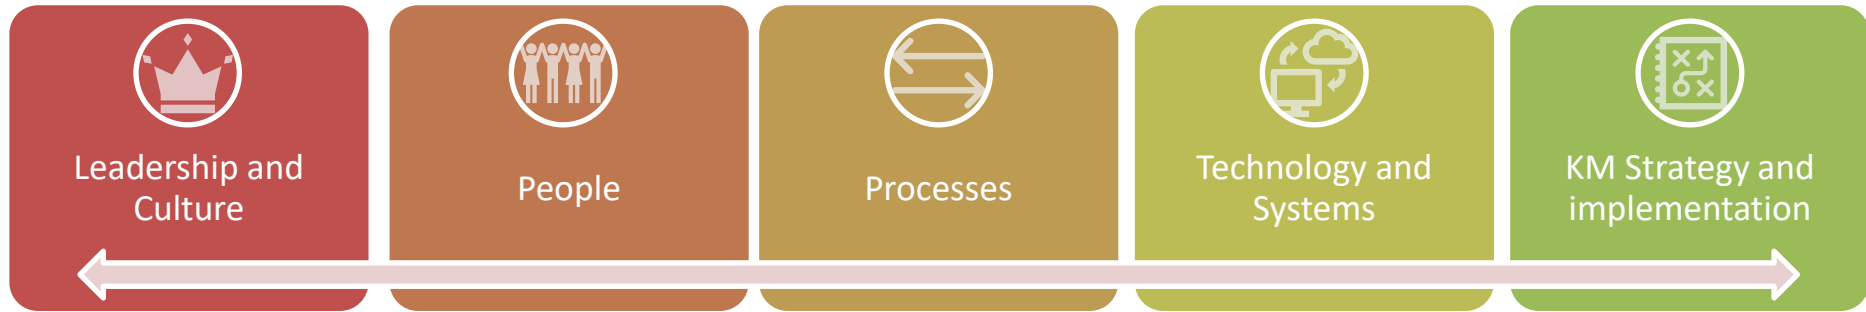 Leadership and
Culture
People
Processes
Technology and
Systems
KM Strategy and
implementation